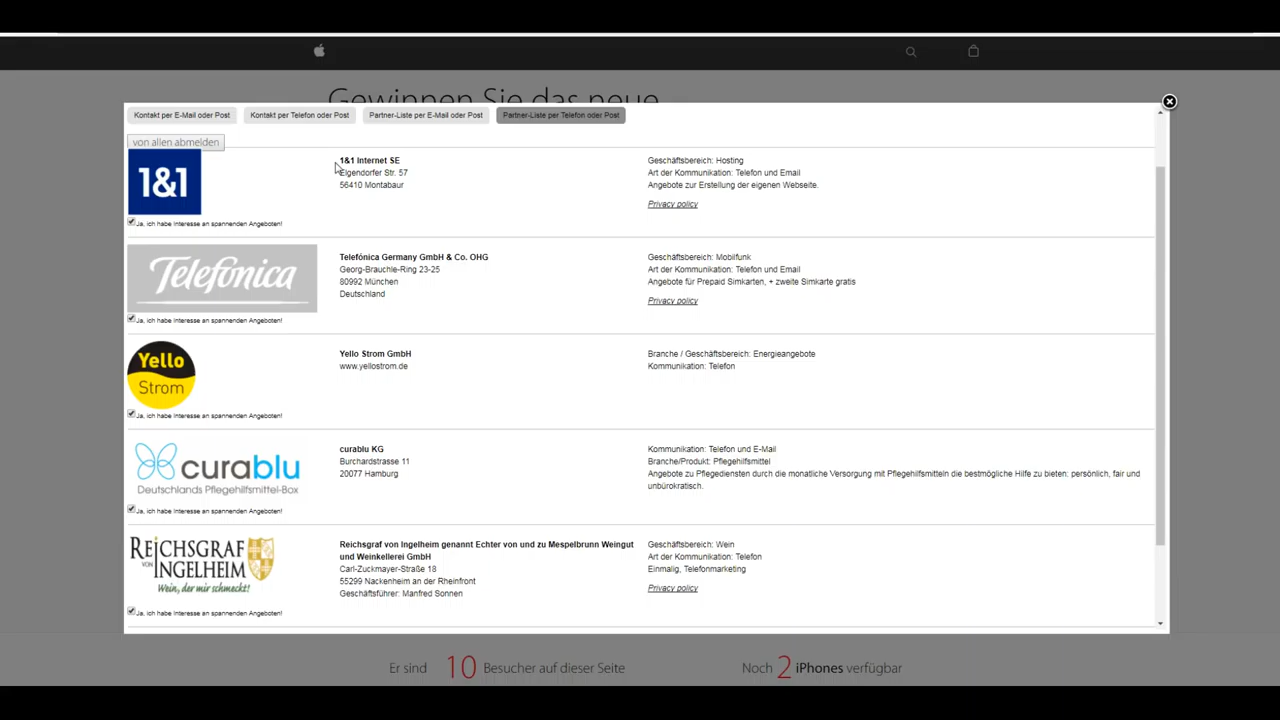 Gewinnen Sie das neue
Kontakt per E-Mail oder Post
Kontakt per Telefon oder Post
Partner-Liste per E-Mail oder Post
Partner-Liste per Telefon oder Post
von allen abmelden
1&1
1&1 Internet SE
Elgendorfer Str. 57
56410 Montabaur
Geschäftsbereich: Hosting
Art der Kommunikation: Telefon und Email
Angebote zur Erstellung der eigenen Webseite.
Privacy policy
Ja, ich habe Interesse an spannenden Angeboten!
Telefónica
Telefónica Germany GmbH & Co. OHG
Georg-Brauchle-Ring 23-25
80992 München
Deutschland
Geschäftsbereich: Mobilfunk
Art der Kommunikation: Telefon und Email
Angebote für Prepaid Simkarten, + zweite Simkarte gratis
Privacy policy
Ja, ich habe Interesse an spannenden Angeboten!
Yello
Strom
Yello Strom GmbH
www.yellostrom.de
Branche / Geschäftsbereich: Energieangebote
Kommunikation: Telefon
Ja, ich habe Interesse an spannenden Angeboten!
curablu
Deutschlands Pflegehilfsmittel-Box
curablu KG
Burchardstrasse 11
20077 Hamburg
Kommunikation: Telefon und E-Mail
Branche/Produkt: Pflegehilfsmittel
Angebote zu Pflegediensten durch die monatliche Versorgung mit Pflegehilfsmitteln die bestmögliche Hilfe zu bieten: persönlich, fair und
unbürokratisch.
Ja, ich habe Interesse an spannenden Angeboten!
REICHSGRAF
VON INGELHEIM
Wein, der mir schmeckt!
Reichsgraf von Ingelheim genannt Echter von und zu Mespelbrunn Weingut
und Weinkellerei GmbH
Carl-Zuckmayer-Straße 18
55299 Nackenheim an der Rheinfront
Geschäftsführer: Manfred Sonnen
Geschäftsbereich: Wein
Art der Kommunikation: Telefon
Einmalig, Telefonmarketing
Privacy policy
Ja, ich habe Interesse an spannenden Angeboten!
Er sind 10 Besucher auf dieser Seite
Noch 2 iPhones verfügbar